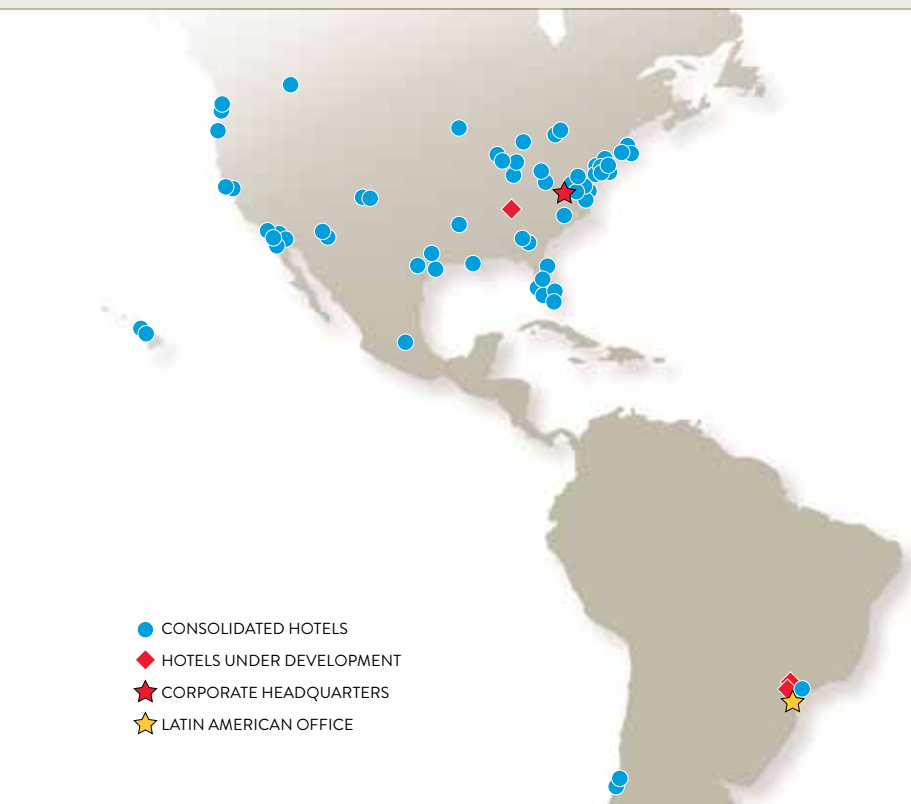 CONSOLIDATED HOTELS
HOTELS UNDER DEVELOPMENT
CORPORATE HEADQUARTERS
LATIN AMERICAN OFFICE